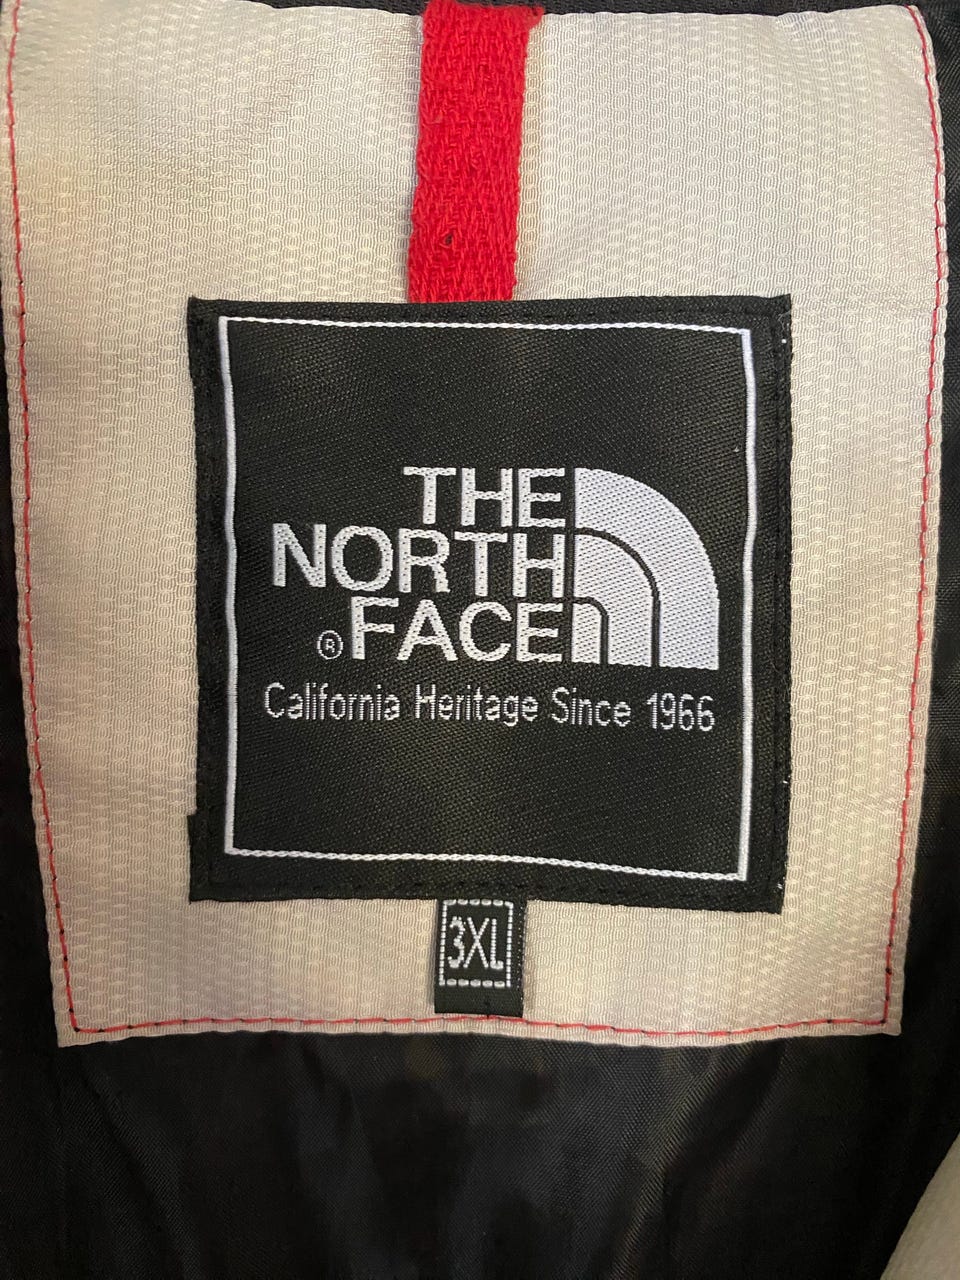 THE
NORTH
® FACE
California Heritage Since 1966
3XL